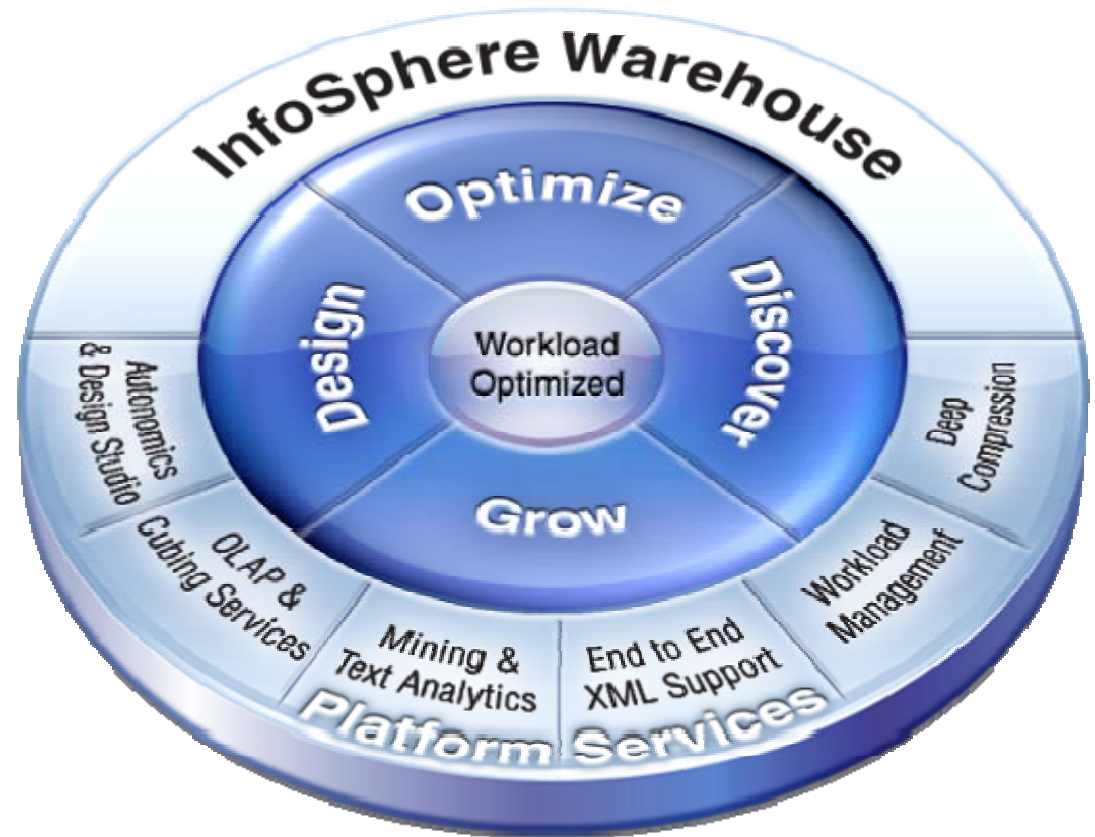 InfoSphere Warehouse
Optimize
Design
Discover
Workload
Optimized
Grow
Autonomics
& Design Studio
OLAP &
Cubing Services
Mining &
Text Analytics
End to End
XML Support
Workload
Management
Deep
Compression
Platform Services